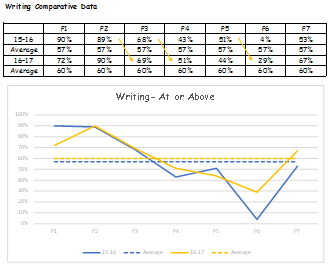 Writing Comparative Data
P1 P2 P3 P4 P5 P6 P7
15-16 90% 89% 68% 43% 51% 4% 53%
Average 57% 57% 57% 57% 57% 57% 57%
16-17 72% 90% 69% 51% 44% 29% 67%
Average 60% 60% 60% 60% 60% 60% 60%
Writing- At or Above
100%
90%
80%
70%
60%
50%
40%
30%
20%
10%
0%
P1 P2 P3 P4 P5 P6 P7
15-16 Average 16-17 Average